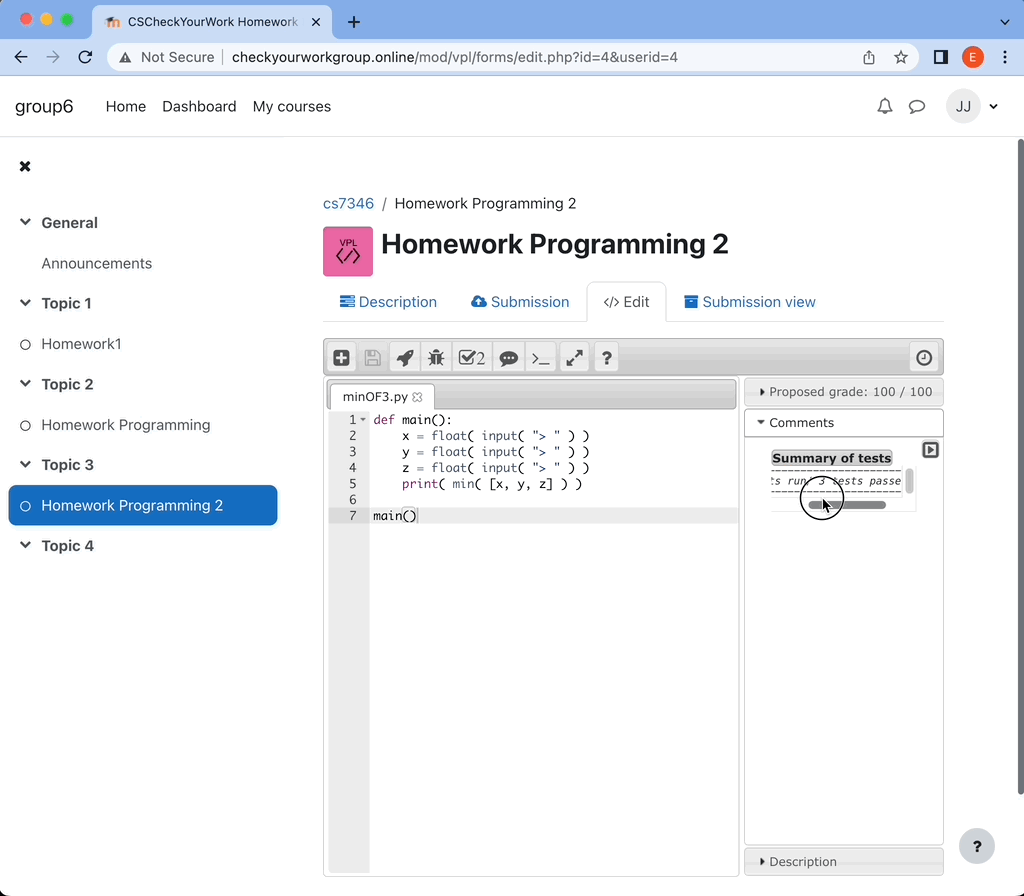 CSCheckYourWork Homework
Not Secure
checkyourworkgroup.online/mod/vpl/forms/edit.php?id=4&userid=4
E
group6
Home
Dashboard
My courses
JJ
General
Announcements
Topic 1
Homework1
Topic 2
Homework Programming
Topic 3
Homework Programming 2
Topic 4
cs7346 / Homework Programming 2
VPL
</>
Homework Programming 2
Description
Submission
</> Edit
Submission view
2
>_
?
minOF3.py
1 def main():
2 x = float( input( "> " ) )
3 y = float( input( "> " ) )
4 z = float( input( "> " ) )
5 print( min( [x, y, z] ) )
6
7 main()
Proposed grade: 100 / 100
Comments
Summary of tests
run/ 3 tests passe
Description
?